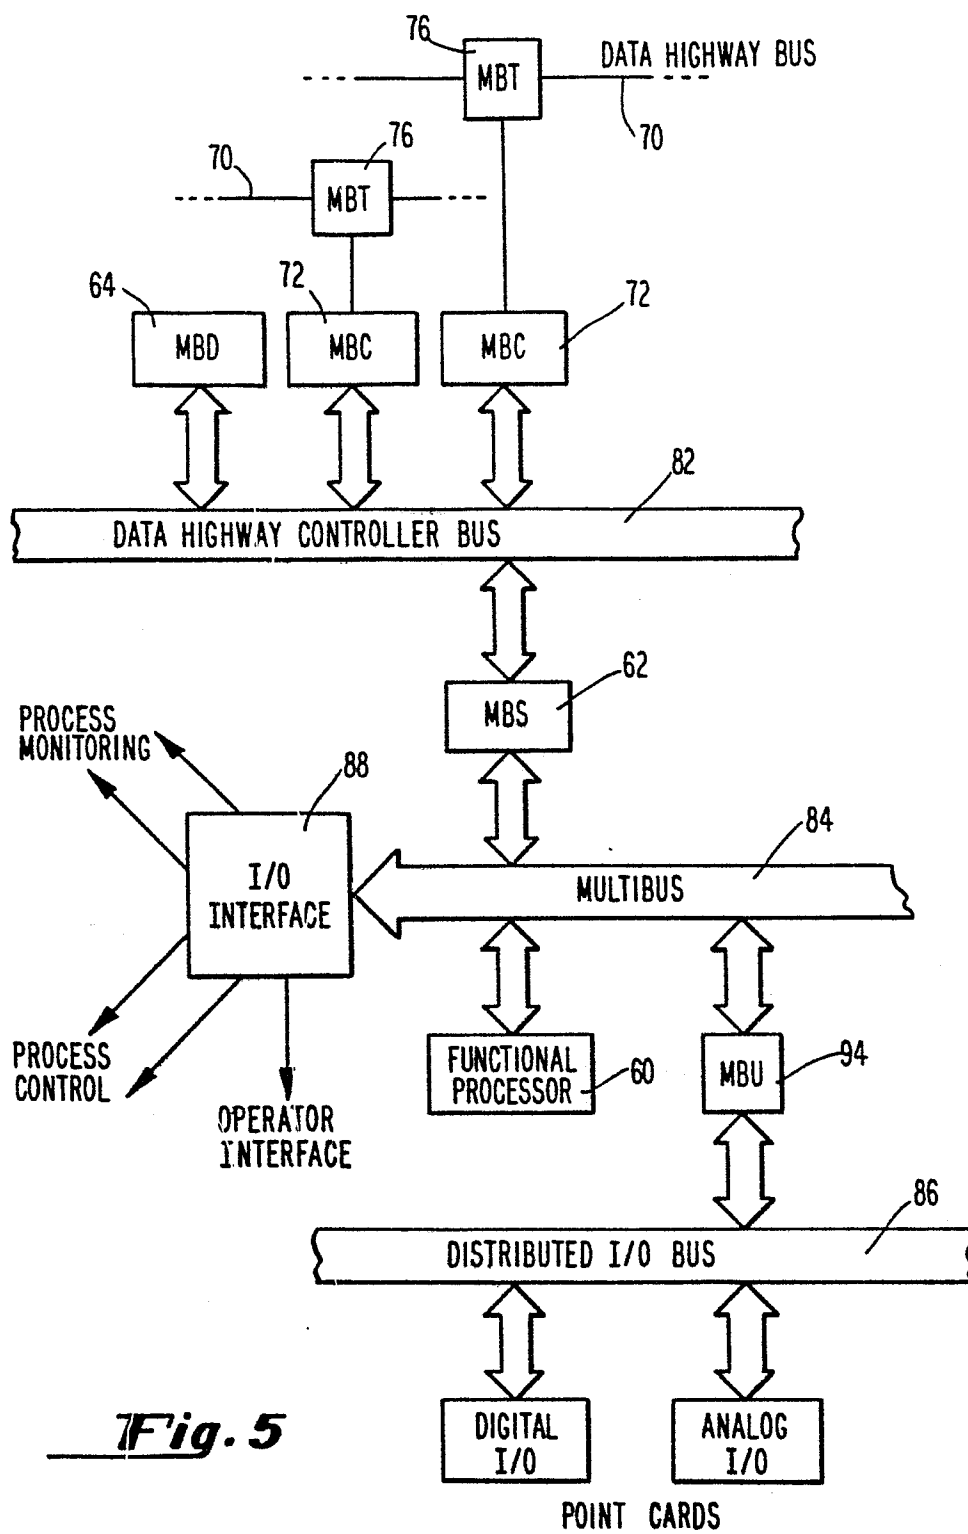 76
MBT
DATA HIGHWAY BUS
70
76
70
MBT
64
72
72
MBD
MBC
MBC
82
DATA HIGHWAY CONTROLLER BUS
62
MBS
PROCESS
MONITORING
88
84
I/O
INTERFACE
MULTIBUS
PROCESS
CONTROL
OPERATOR
INTERFACE
FUNCTIONAL
PROCESSOR
60
MBU
94
86
DISTRIBUTED I/O BUS
DIGITAL
I/O
ANALOG
I/O
POINT CARDS
Fig. 5